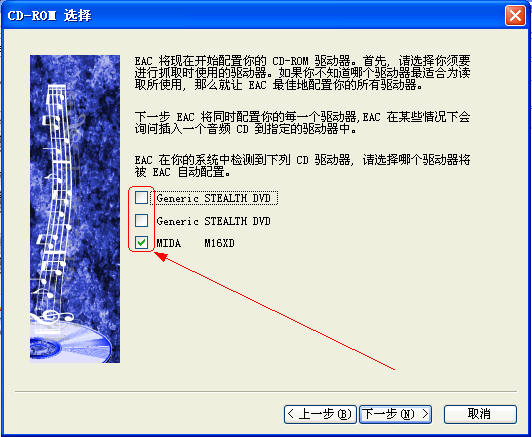 CD-ROM 选择
EAC 将现在开始配置你的 CD-ROM 驱动器。首先, 请选择你须要
进行抓取时使用的驱动器。如果你不知道哪个驱动器最适合为读
取所使用, 那么就让 EAC 最佳地配置你的所有驱动器。
下一步 EAC 将同时配置你的每一个驱动器,EAC 在某些情况下会
询问插入一个音频 CD 到指定的驱动器中。
EAC 在你的系统中检测到下列 CD 驱动器, 请选择哪个驱动器将
被 EAC 自动配置。
Generic STEALTH DVD
Generic STEALTH DVD
MIDA M16XD
< 上一步(B) 下一步(N) > 取消